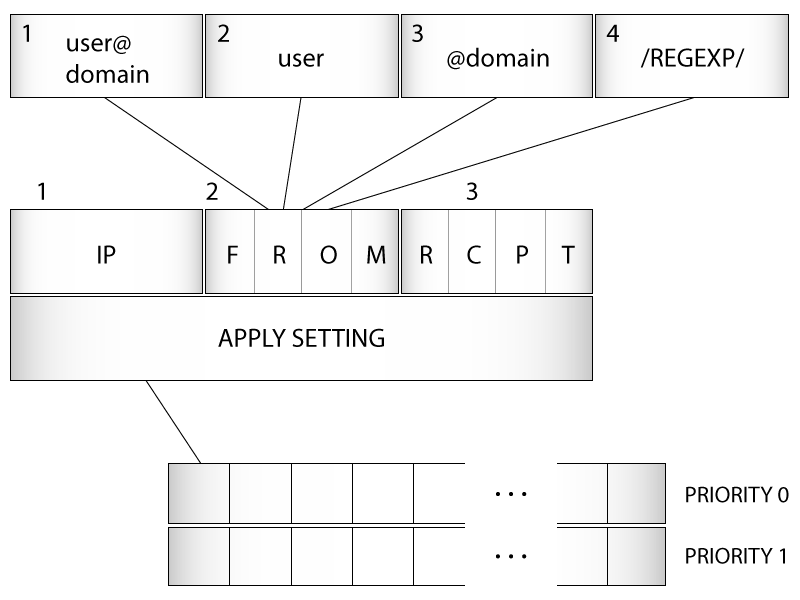 1
user@
domain
2
user
3
@domain
4
/REGEXP/
1
2
3
IP
F R O M
R C P T
APPLY SETTING
...
PRIORITY 0
...
PRIORITY 1